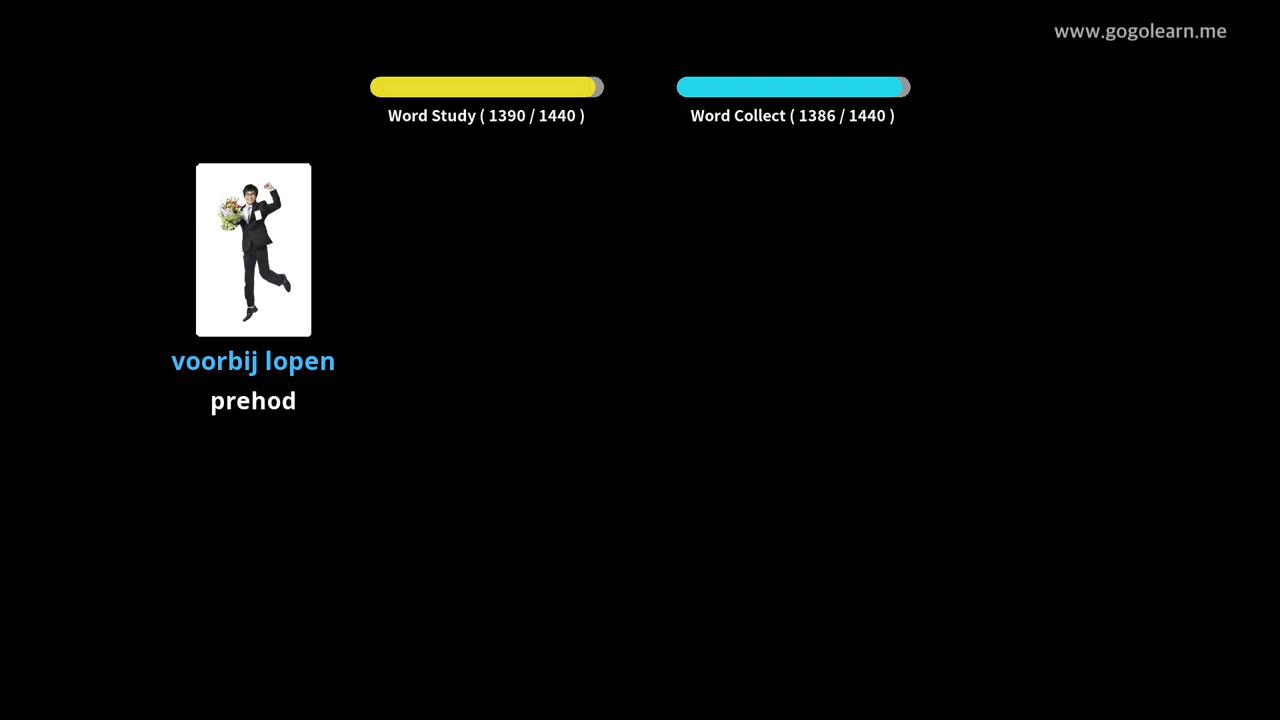 www.gogolearn.me
Word Study ( 1390 / 1440 )
Word Collect ( 1386 / 1440 )
voorbij lopen
prehod